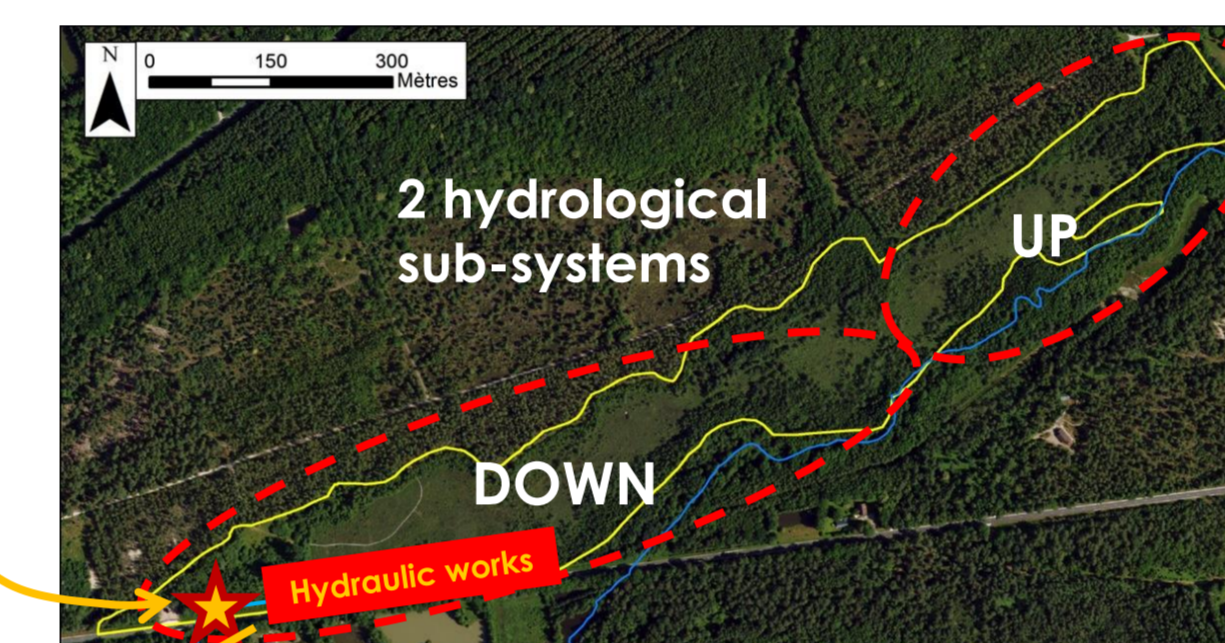 N
0 150 300
Mètres
2 hydrological
sub-systems
UP
DOWN
Hydraulic works